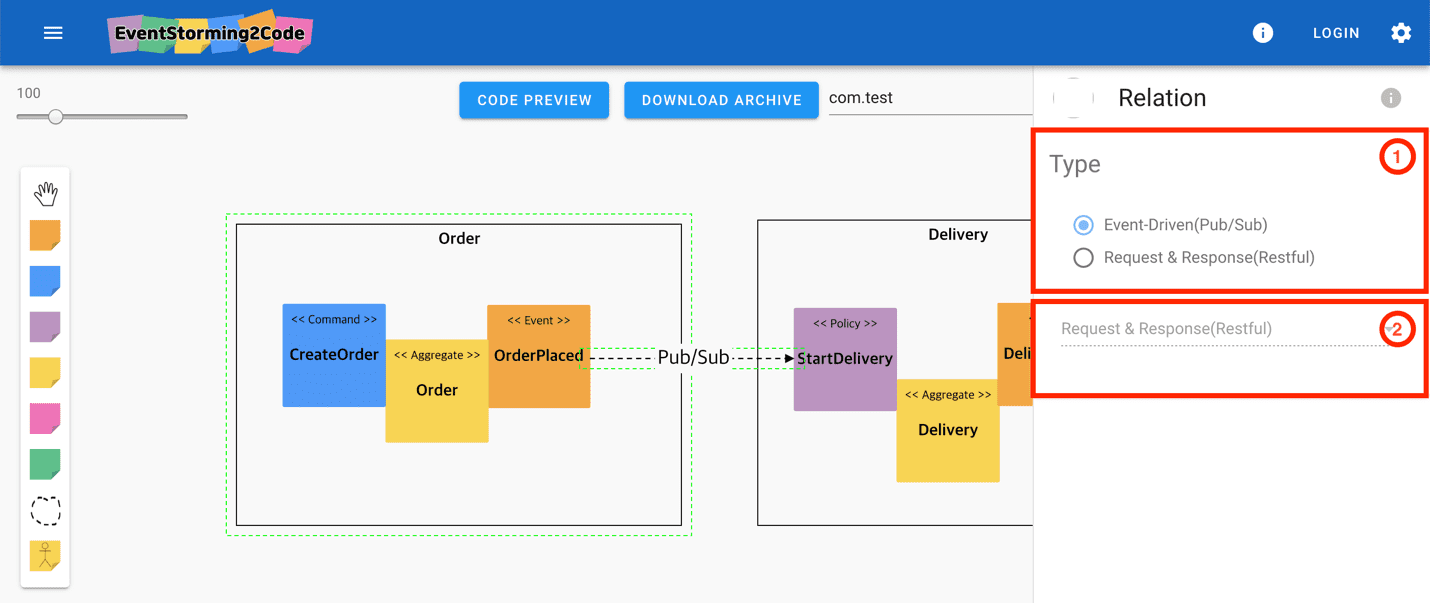 EventStorming2Code
LOGIN
100
CODE PREVIEW
DOWNLOAD ARCHIVE
com.test
Relation
Type
1
Event-Driven(Pub/Sub)
Request & Response(Restful)
Request & Response(Restful)
2
Order
<< Command >>
CreateOrder
<< Aggregate >>
Order
<< Event >>
OrderPlaced
Pub/Sub
Delivery
<< Policy >>
StartDelivery
<< Aggregate >>
Delivery
Deli